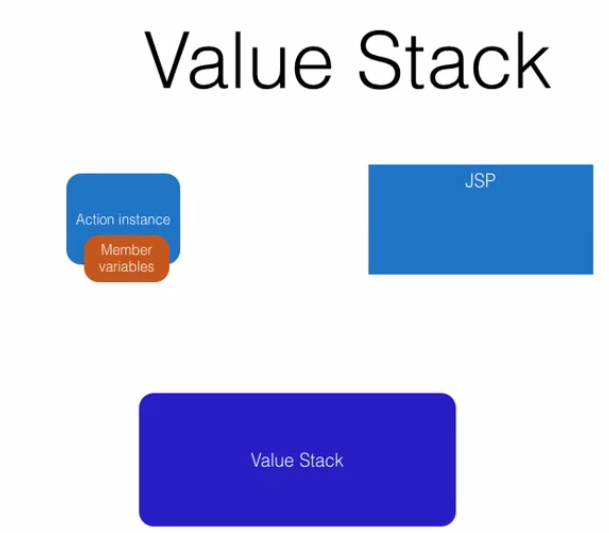 Value Stack
JSP
Action instance
Member
variables
Value Stack